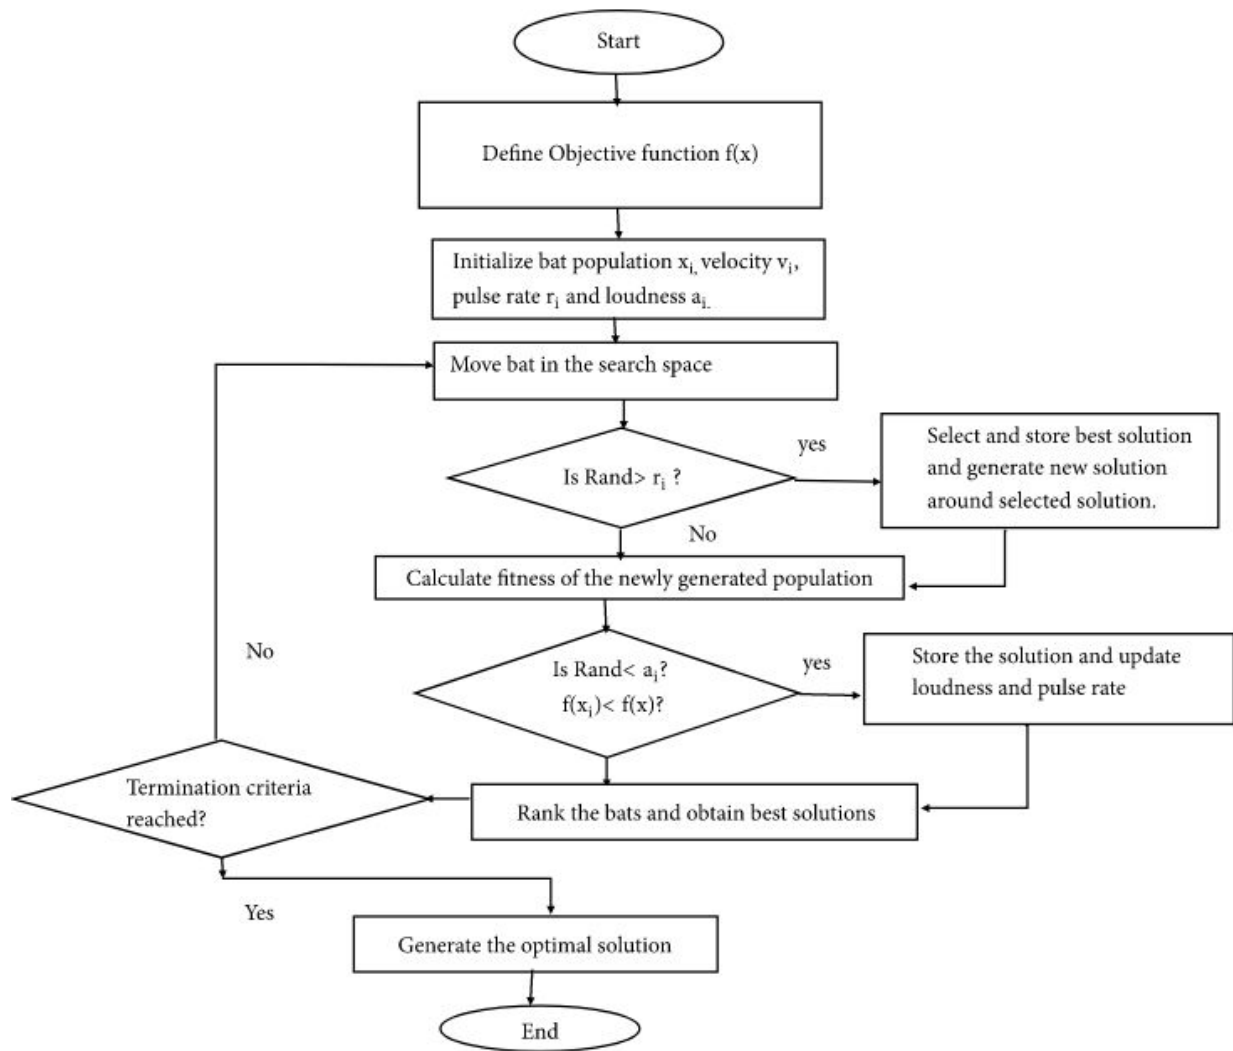 Start
Define Objective function f(x)
Initialize bat population xi, velocity vi,
pulse rate ri and loudness ai.
Move bat in the search space
Is Rand> ri ?
yes
Select and store best solution
and generate new solution
around selected solution.
No
Calculate fitness of the newly generated population
Is Rand< ai?
f(xi)< f(x)?
yes
Store the solution and update
loudness and pulse rate
No
Termination criteria
reached?
Rank the bats and obtain best solutions
Yes
Generate the optimal solution
End